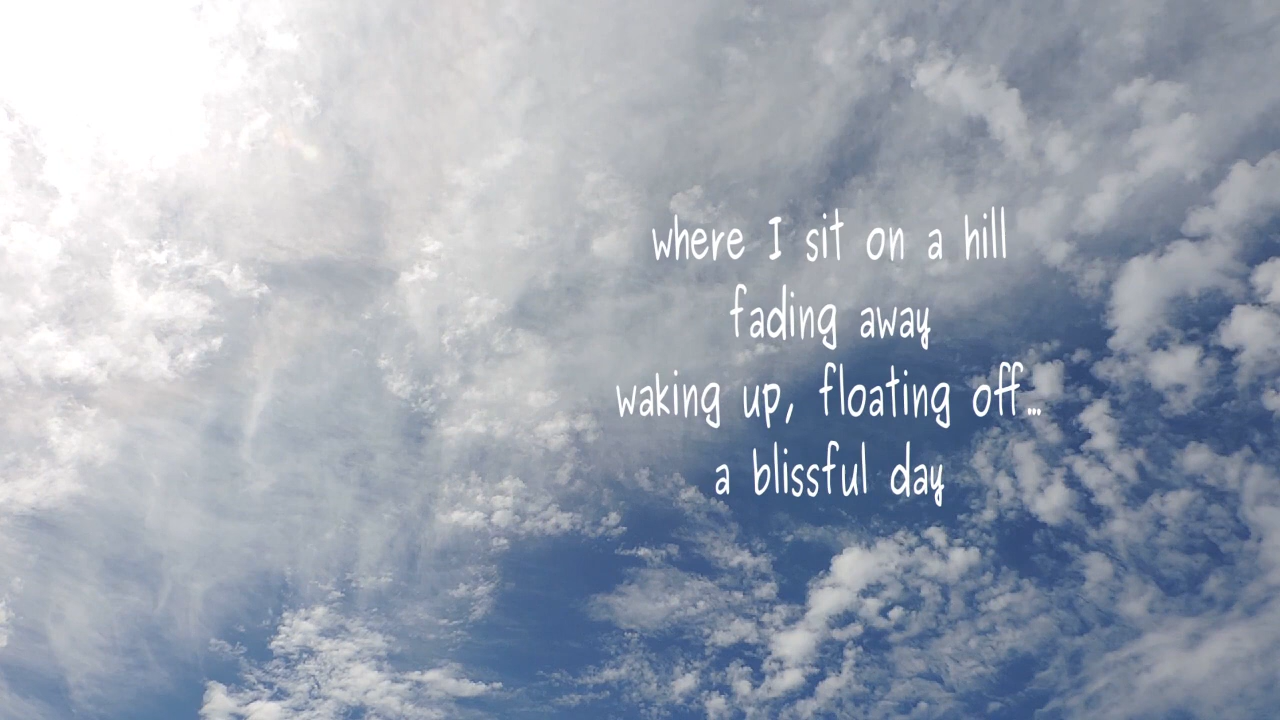 where I sit on a hill
fading away
waking up, floating off...
a blissful day